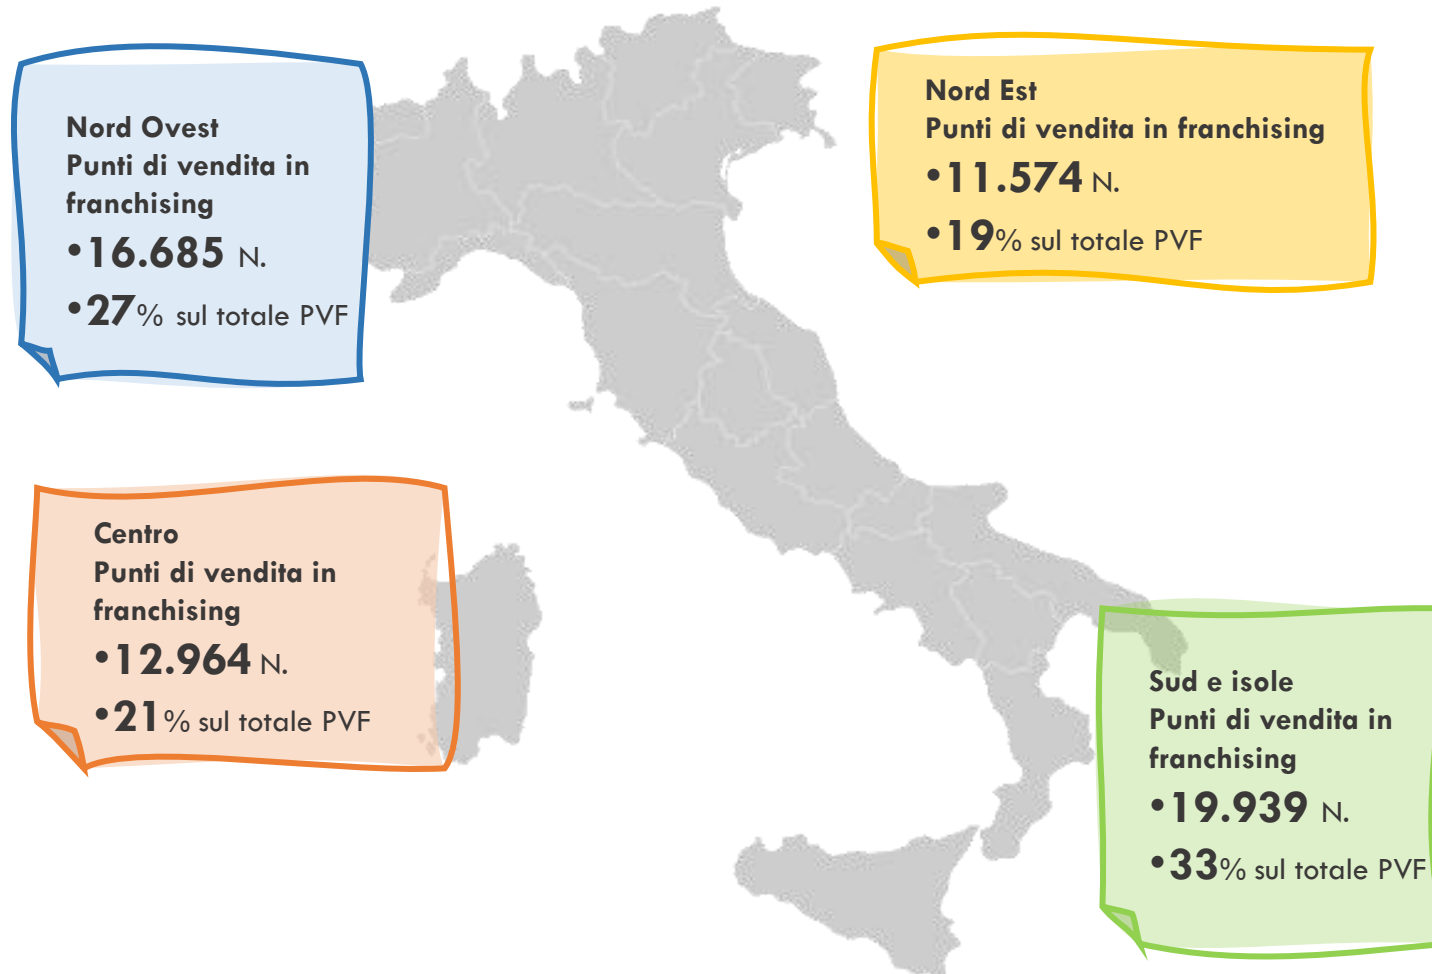 Nord Ovest
Punti di vendita in
franchising
•16.685 N.
•27% sul totale PVF
Nord Est
Punti di vendita in franchising
•11.574 N.
•19% sul totale PVF
Centro
Punti di vendita in
franchising
•12.964 N.
•21% sul totale PVF
Sud e isole
Punti di vendita in
franchising
•19.939 N.
•33% sul totale PVF